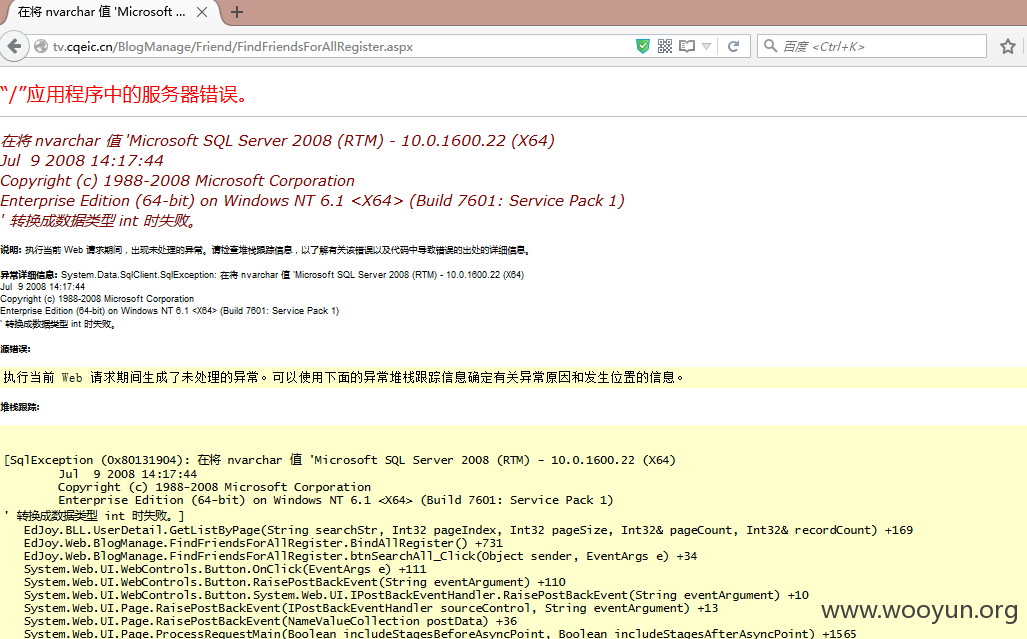 在将 nvarchar 值 'Microsoft ...
tv.cqeic.cn/BlogManage/Friend/FindFriendsForAllRegister.aspx
百度 <Ctrl+K>
“/”应用程序中的服务器错误。
在将 nvarchar 值 'Microsoft SQL Server 2008 (RTM) - 10.0.1600.22 (X64)
Jul 9 2008 14:17:44
Copyright (c) 1988-2008 Microsoft Corporation
Enterprise Edition (64-bit) on Windows NT 6.1 <X64> (Build 7601: Service Pack 1)
' 转换成数据类型 int 时失败。
说明: 执行当前 Web 请求期间，出现未处理的异常。请检查堆栈跟踪信息，以了解有关该错误以及代码中导致错误的出处的详细信息。
异常详细信息: System.Data.SqlClient.SqlException: 在将 nvarchar 值 'Microsoft SQL Server 2008 (RTM) - 10.0.1600.22 (X64)
Jul 9 2008 14:17:44
Copyright (c) 1988-2008 Microsoft Corporation
Enterprise Edition (64-bit) on Windows NT 6.1 <X64> (Build 7601: Service Pack 1)
' 转换成数据类型 int 时失败。
源错误:
执行当前 Web 请求期间生成了未处理的异常。可以使用下面的异常堆栈跟踪信息确定有关异常原因和发生位置的信息。
堆栈跟踪:
[SqlException (0x80131904): 在将 nvarchar 值 'Microsoft SQL Server 2008 (RTM) - 10.0.1600.22 (X64)
Jul 9 2008 14:17:44
Copyright (c) 1988-2008 Microsoft Corporation
Enterprise Edition (64-bit) on Windows NT 6.1 <X64> (Build 7601: Service Pack 1)
' 转换成数据类型 int 时失败。]
EdJoy.BLL.UserDetail.GetListByPage(String searchStr, Int32 pageIndex, Int32 pageSize, Int32& pageCount, Int32& recordCount) +169
EdJoy.Web.BlogManage.FindFriendsForAllRegister.BindAllRegister() +731
EdJoy.Web.BlogManage.FindFriendsForAllRegister.btnSearchAll_Click(Object sender, EventArgs e) +34
System.Web.UI.WebControls.Button.OnClick(EventArgs e) +111
System.Web.UI.WebControls.Button.RaisePostBackEvent(String eventArgument) +110
System.Web.UI.WebControls.Button.System.Web.UI.IPostBackEventHandler.RaisePostBackEvent(String eventArgument) +10
System.Web.UI.Page.RaisePostBackEvent(IPostBackEventHandler sourceControl, String eventArgument) +13
System.Web.UI.Page.RaisePostBackEvent(NameValueCollection postData) +36
System.Web.UI.Page.ProcessRequestMain(Boolean includeStagesBeforeAsyncPoint, Boolean includeStagesAfterAsyncPoint) +1565
www.wooyun.org